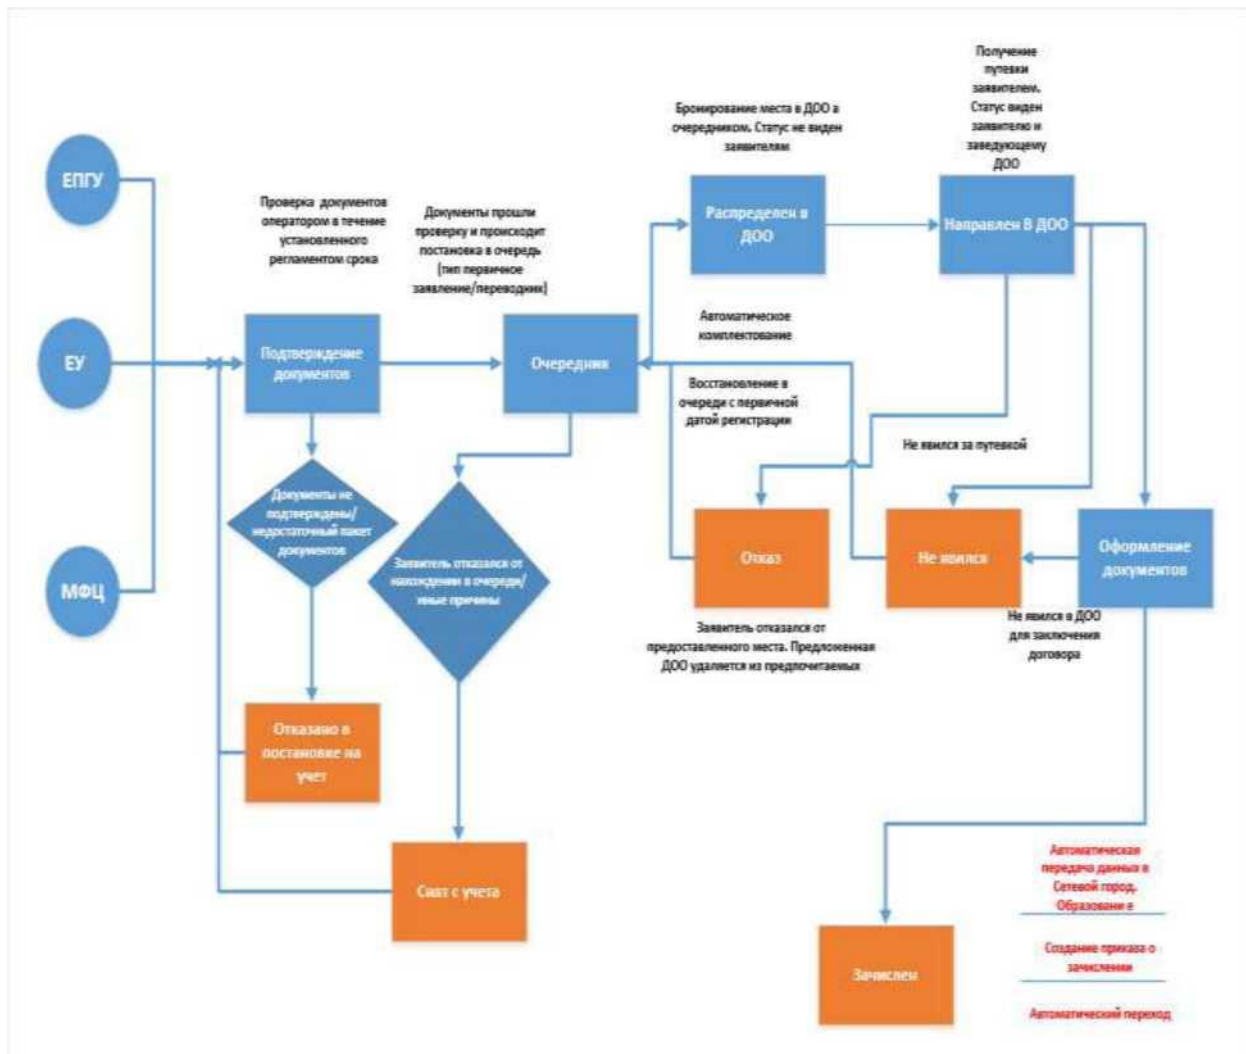 Получение
путевки
заявителем.
Статус виден
заявителю и
заведующему
ДОО
Бронирование места в ДОО а
очередником. Статус не виден
заявителям
ЕПГУ
Проверка документов
оператором в течение
установленного
регламентом срока
Документы прошли
проверку и происходит
постановка в очередь
(тип первичное
заявление/переводник)
Распределен в
ДОО
Направлен В ДОО
Автоматическое
комплектование
ЕУ
Подтверждение
документов
Очередник
Восстановление в
очереди с первичной
датой регистрации
Не явился за путевкой
Документы не
подтверждены/
недостаточный пакет
документов
Заявитель отказался от
нахождении в очереди/
иные причины
Отказ
Не явился
Оформление
документов
МФЦ
Заявитель отказался от
предоставленного места. Предложенная
ДОО удаляется из предпочитаемых
Не явился в ДОО
для заключения
договора
Отказано в
постановке на
учет
Снят с учета
Автоматическая
передача данных в
Сетевой город.
Образовани е
Создание приказа о
зачислении
Зачислен
Автоматический переход